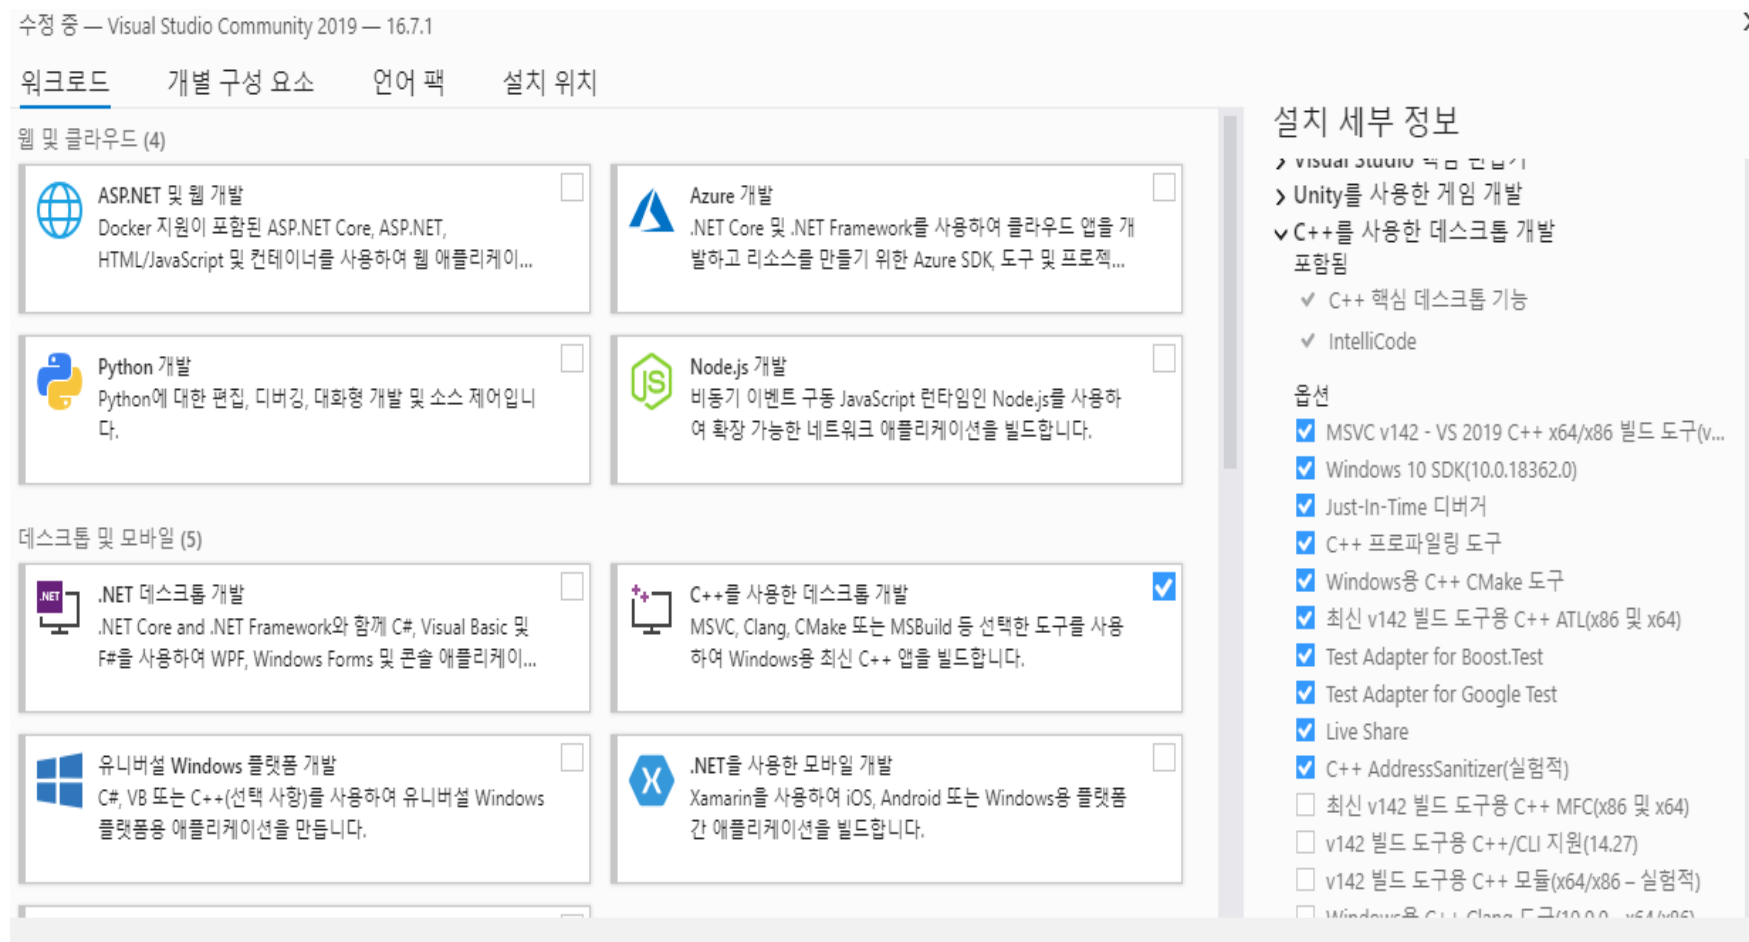 수정 중 — Visual Studio Community 2019 — 16.7.1
워크로드
개별 구성 요소
언어 팩
설치 위치
웹 및 클라우드 (4)
ASP.NET 및 웹 개발
Docker 지원이 포함된 ASP.NET Core, ASP.NET,
HTML/JavaScript 및 컨테이너를 사용하여 웹 애플리케이...
Azure 개발
.NET Core 및 .NET Framework를 사용하여 클라우드 앱을 개
발하고 리소스를 만들기 위한 Azure SDK, 도구 및 프로젝...
Python 개발
Python에 대한 편집, 디버깅, 대화형 개발 및 소스 제어입니
다.
Node.js 개발
비동기 이벤트 구동 JavaScript 런타임인 Node.js를 사용하
여 확장 가능한 네트워크 애플리케이션을 빌드합니다.
데스크톱 및 모바일 (5)
.NET
.NET 데스크톱 개발
.NET Core and .NET Framework와 함께 C#, Visual Basic 및
F#을 사용하여 WPF, Windows Forms 및 콘솔 애플리케이...
C++를 사용한 데스크톱 개발
MSVC, Clang, CMake 또는 MSBuild 등 선택한 도구를 사용
하여 Windows용 최신 C++ 앱을 빌드합니다.
유니버설 Windows 플랫폼 개발
C#, VB 또는 C++(선택 사항)를 사용하여 유니버설 Windows
플랫폼용 애플리케이션을 만듭니다.
.NET을 사용한 모바일 개발
Xamarin을 사용하여 iOS, Android 또는 Windows용 플랫폼
간 애플리케이션을 빌드합니다.
설치 세부 정보
Visual Studio 핵심 편집기
Unity를 사용한 게임 개발
C++를 사용한 데스크톱 개발
포함됨
C++ 핵심 데스크톱 기능
IntelliCode
옵션
MSVC v142 - VS 2019 C++ x64/x86 빌드 도구(v...
Windows 10 SDK(10.0.18362.0)
Just-In-Time 디버거
C++ 프로파일링 도구
Windows용 C++ CMake 도구
최신 v142 빌드 도구용 C++ ATL(x86 및 x64)
Test Adapter for Boost.Test
Test Adapter for Google Test
Live Share
C++ AddressSanitizer(실험적)
최신 v142 빌드 도구용 C++ MFC(x86 및 x64)
v142 빌드 도구용 C++/CLI 지원(14.27)
v142 빌드 도구용 C++ 모듈(x64/x86 – 실험적)
Windows용 C++ Clang 도구(10.0.0 - x64/x86)